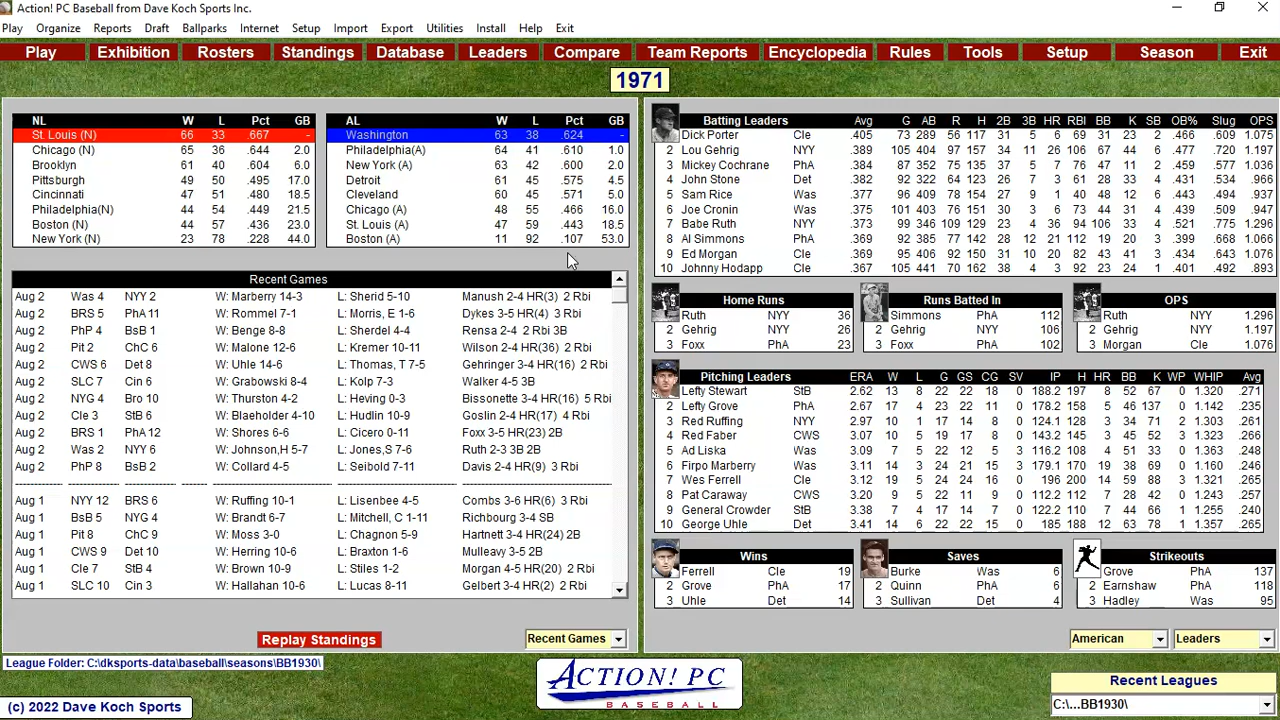 Action! PC Baseball from Dave Koch Sports Inc.
Play Organize Reports Draft Ballparks Internet Setup Import Export Utilities Install Help Exit
Play Exhibition Rosters Standings Database Leaders Compare Team Reports Encyclopedia Rules Tools Setup Season Exit
1971
NL W L Pct GB
St. Louis (N) 66 33 .667 -
Chicago (N) 65 36 .644 2.0
Brooklyn 61 40 .604 6.0
Pittsburgh 49 50 .495 17.0
Cincinnati 47 51 .480 18.5
Philadelphia(N) 44 54 .449 21.5
Boston (N) 44 57 .436 23.0
New York (N) 23 78 .228 44.0
AL W L Pct GB
Washington 63 38 .624 -
Philadelphia(A) 64 41 .610 1.0
New York (A) 63 42 .600 2.0
Detroit 61 45 .575 4.5
Cleveland 60 45 .571 5.0
Chicago (A) 48 55 .466 16.0
St. Louis (A) 47 59 .443 18.5
Boston (A) 11 92 .107 53.0
Recent Games
Aug 2 Was 4 NYY 2 W: Marberry 14-3 L: Sherid 5-10 Manush 2-4 HR(3) 2 Rbi
Aug 2 BRS 5 PhA 11 W: Rommel 7-1 L: Morris, E 1-6 Dykes 3-5 HR(4) 3 Rbi
Aug 2 PhP 4 BsB 1 W: Benge 8-8 L: Sherdel 4-4 Rensa 2-4 2 Rbi 3B
Aug 2 Pit 2 ChC 6 W: Malone 12-6 L: Kremer 10-11 Wilson 2-4 HR(36) 2 Rbi
Aug 2 CWS 6 Det 8 W: Uhle 14-6 L: Thomas, T 7-5 Gehringer 3-4 HR(16) 2 Rbi
Aug 2 SLC 7 Cin 6 W: Grabowski 8-4 L: Kolp 7-3 Walker 4-5 3B
Aug 2 NYG 4 Bro 10 W: Thurston 4-2 L: Heving 0-3 Bissonette 3-4 HR(16) 5 Rbi
Aug 2 Cle 3 StB 6 W: Blaeholder 4-10 L: Hudlin 10-9 Goslin 2-4 HR(17) 4 Rbi
Aug 2 BRS 1 PhA 12 W: Shores 6-6 L: Cicero 0-11 Foxx 3-5 HR(23) 2B
Aug 2 Was 2 NYY 6 W: Johnson,H 5-7 L: Jones,S 7-6 Ruth 2-3 3B 2B
Aug 2 PhP 8 BsB 2 W: Collard 4-5 L: Seibold 7-11 Davis 2-4 HR(9) 3 Rbi
Aug 1 NYY 12 BRS 6 W: Ruffing 10-1 L: Lisenbee 4-5 Combs 3-6 HR(6) 3 Rbi
Aug 1 BsB 5 NYG 4 W: Brandt 6-7 L: Mitchell, C 1-11 Richbourg 3-4 SB
Aug 1 Pit 8 ChC 9 W: Moss 3-0 L: Chagnon 5-9 Hartnett 3-4 HR(24) 2B
Aug 1 CWS 9 Det 10 W: Herring 10-6 L: Braxton 1-6 Mulleavy 3-5 2B
Aug 1 Cle 7 StB 4 W: Brown 10-9 L: Stiles 1-2 Morgan 4-5 HR(20) 2 Rbi
Aug 1 SLC 10 Cin 3 W: Hallahan 10-6 L: Lucas 8-11 Gelbert 3-4 HR(3) 2 Rbi
Replay Standings
Recent Games
League Folder: C:\dksports-data\baseball\seasons\BB1930\
(c) 2022 Dave Koch Sports
Batting Leaders Avg G AB R H 2B 3B HR RBI BB K SB OB% Slug OPS
Dick Porter Cle .405 73 289 56 117 31 5 6 43 31 6 2 .466 .609 1.075
2 Lou Gehrig NYY .389 105 404 97 157 34 11 26 106 67 44 6 .477 .720 1.197
3 Mickey Cochrane PhA .384 87 352 75 135 37 5 7 76 47 11 2 .459 .577 1.036
4 John Stone Det .382 92 322 64 123 31 6 2 61 28 31 4 .431 .534 .966
5 Sam Rice Was .377 96 409 78 154 27 9 1 40 48 12 6 .443 .494 .937
6 Joe Cronin Was .375 101 403 76 151 30 3 6 73 44 31 4 .439 .509 .947
7 Babe Ruth NYY .373 99 346 109 129 23 4 36 94 106 31 8 .521 .775 1.296
8 Al Simmons PhA .369 92 385 77 142 28 12 21 112 19 20 3 .399 .668 1.066
9 Ed Morgan Cle .369 95 406 92 150 31 10 20 82 43 41 3 .434 .643 1.076
10 Johnny Hodapp Cle .367 105 441 70 162 38 4 3 92 23 24 1 .401 .492 .893
Home Runs
Ruth NYY 36
2 Gehrig NYY 26
3 Foxx PhA 23
Runs Batted In
Simmons PhA 112
2 Gehrig NYY 106
3 Foxx PhA 102
OPS
Ruth NYY 1.296
2 Gehrig NYY 1.197
3 Morgan Cle 1.076
Pitching Leaders ERA W L G GS CG SV IP H HR BB K WP WHIP Avg
Lefty Stewart StB 2.62 13 8 22 22 18 0 188.2 197 8 52 67 0 1.320 .271
2 Lefty Grove PhA 2.67 17 4 23 22 11 0 178.2 158 5 46 137 0 1.142 .235
3 Red Ruffing NYY 2.97 10 1 17 14 8 0 124.1 128 3 34 71 2 1.303 .261
4 Red Faber CWS 3.07 10 5 19 17 8 0 143.2 145 3 45 52 3 1.323 .266
5 Ad Liska Was 3.09 7 5 22 12 5 3 116.2 108 4 51 33 0 1.363 .248
6 Firpo Marberry Was 3.11 14 3 24 21 15 3 179.1 170 19 38 69 0 1.160 .246
7 Wes Ferrell Cle 3.12 19 5 24 24 16 0 196 200 14 59 88 3 1.321 .265
8 Pat Caraway CWS 3.20 9 5 22 11 9 0 112.2 112 7 28 42 0 1.243 .257
9 General Crowder StB 3.38 7 4 17 17 7 0 122.2 110 7 44 66 1 1.255 .240
10 George Uhle Det 3.41 14 6 22 22 15 0 185 188 12 63 78 1 1.357 .265
Wins
Ferrell Cle 19
2 Grove PhA 17
3 Uhle Det 14
Saves
Burke Was 6
2 Quinn PhA 6
3 Sullivan Det 4
Strikeouts
Grove PhA 137
2 Earnshaw PhA 118
3 Hadley Was 95
American
Leaders
ACTION! PC
BASEBALL
Recent Leagues
C:\...BB1930\